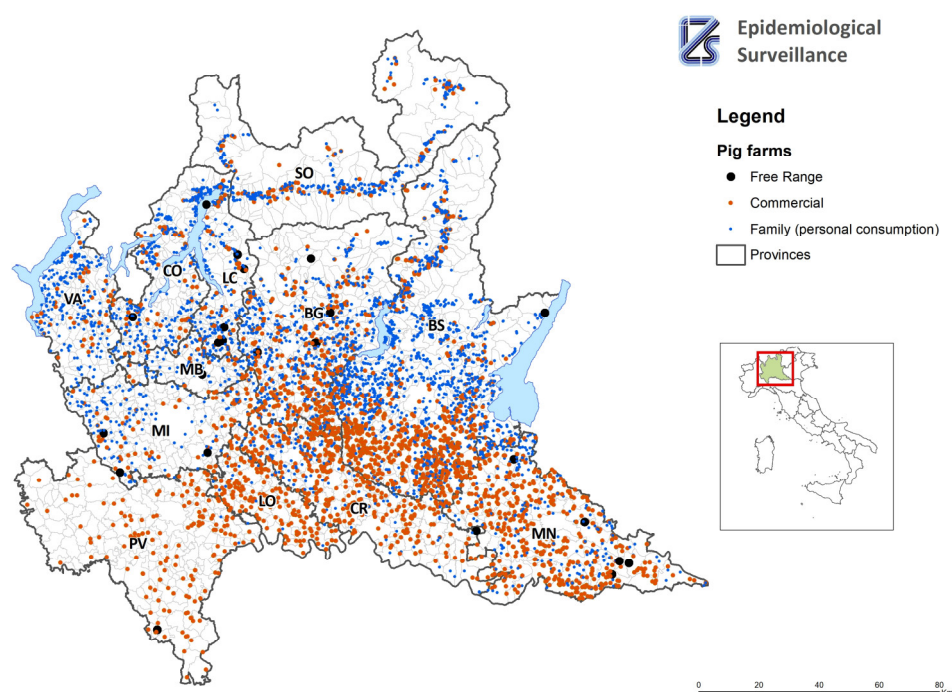 IZS
Epidemiological
Surveillance
Legend
Pig farms
Free Range
Commercial
Family (personal consumption)
Provinces
SO
VA
CO
LC
BG
BS
MB
MI
LO
CR
PV
MN
0 20 40 60 80